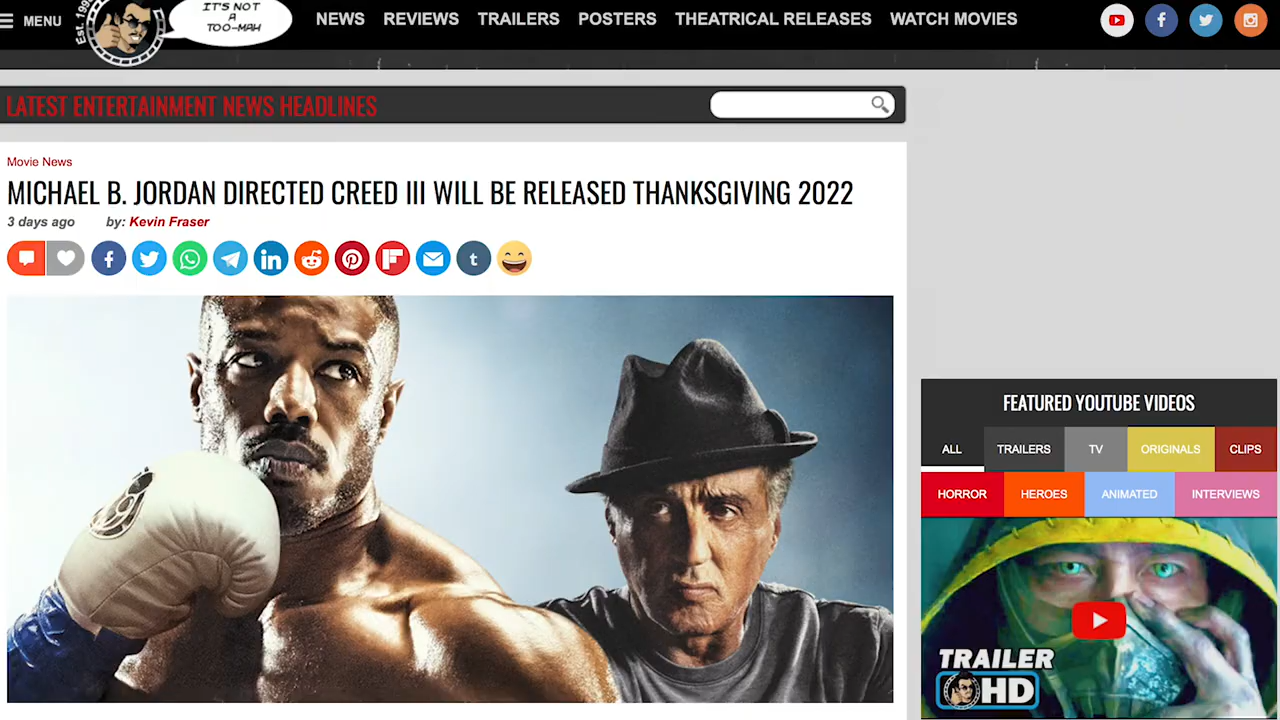 MENU
Est. 199
IT'S NOT
A
TOO-MAH
NEWS
REVIEWS
TRAILERS
POSTERS
THEATRICAL RELEASES
WATCH MOVIES
LATEST ENTERTAINMENT NEWS HEADLINES
Movie News
MICHAEL B. JORDAN DIRECTED CREED III WILL BE RELEASED THANKSGIVING 2022
3 days ago by: Kevin Fraser
FEATURED YOUTUBE VIDEOS
ALL
TRAILERS
TV
ORIGINALS
CLIPS
HORROR
HEROES
ANIMATED
INTERVIEWS
TRAILER
HD